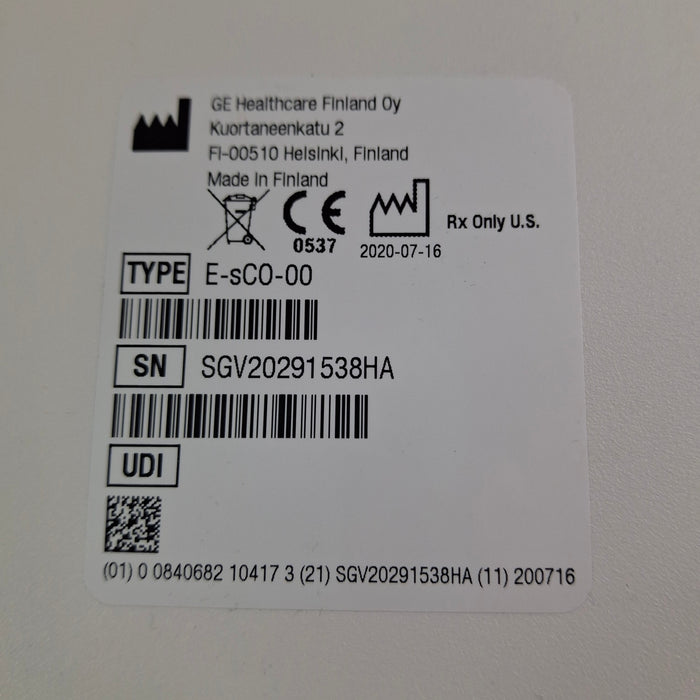 GE Healthcare Finland Oy
Kuortaneenkatu 2
FI-00510 Helsinki, Finland
Made in Finland
CE
0537
2020-07-16
Rx Only U.S.
TYPE E-sCO-00
SN SGV20291538HA
UDI
(01) 0 0840682 10417 3 (21) SGV20291538HA (11) 200716